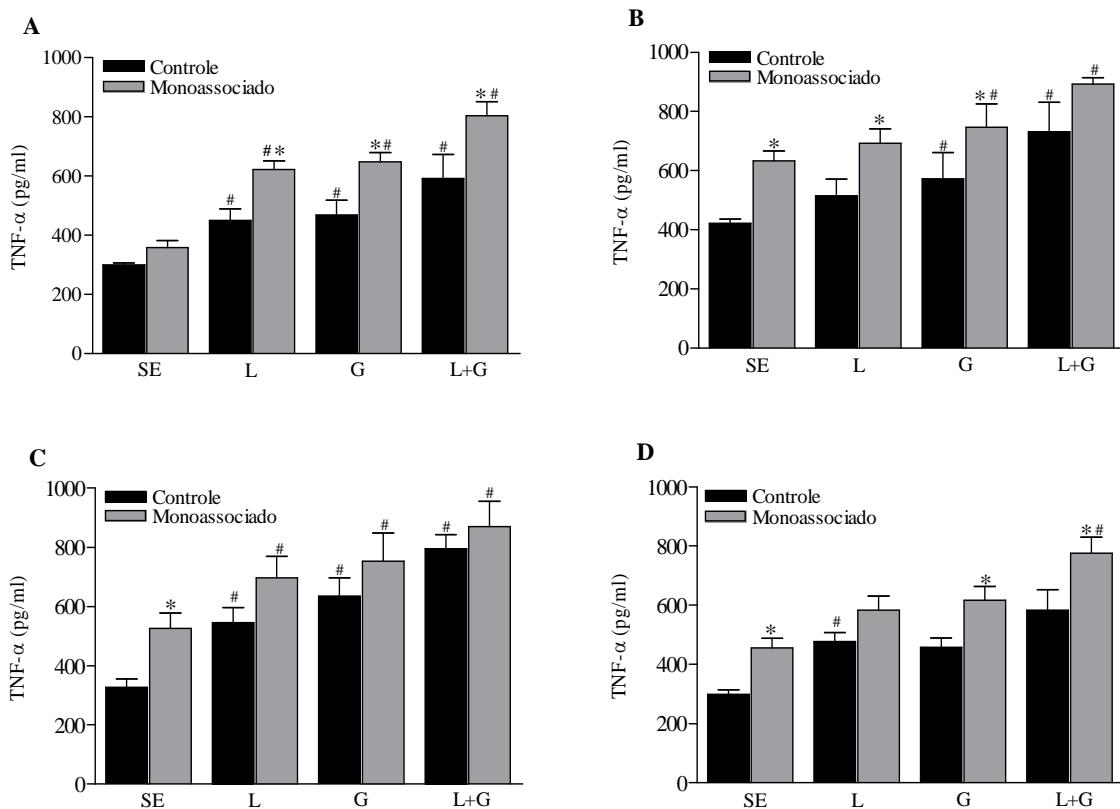 A
TNF-α (pg/ml)
1000
800
600
400
200
0
Controle
Monoassociado
#
# *
#
* #
#
* #
SE L G L+G
B
TNF-α (pg/ml)
1000
800
600
400
200
0
Controle
Monoassociado
*
*
#
* #
#
#
SE L G L+G
C
TNF-α (pg/ml)
1000
800
600
400
200
0
Controle
Monoassociado
*
#
#
#
#
#
#
SE L G L+G
D
TNF-α (pg/ml)
1000
800
600
400
200
0
Controle
Monoassociado
*
#
*
* #
SE L G L+G